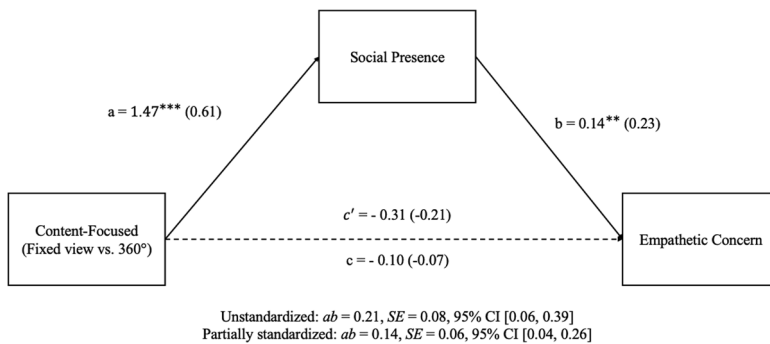 Social Presence
a = 1.47*** (0.61)
b = 0.14** (0.23)
Content-Focused
(Fixed view vs. 360°)
c′ = - 0.31 (-0.21)
Empathetic Concern
c = - 0.10 (-0.07)
Unstandardized: ab = 0.21, SE = 0.08, 95% CI [0.06, 0.39]
Partially standardized: ab = 0.14, SE = 0.06, 95% CI [0.04, 0.26]